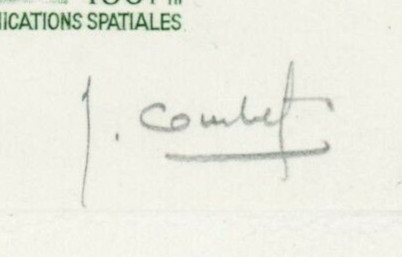 ICATIONS SPATIALES
J. Combet